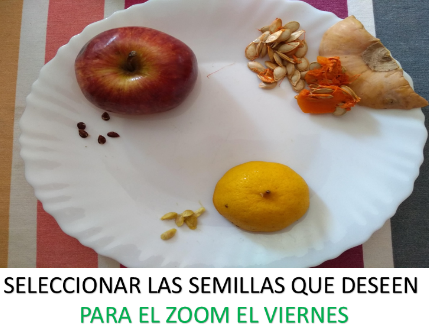 SELECCIONAR LAS SEMILLAS QUE DESEEN
PARA EL ZOOM EL VIERNES